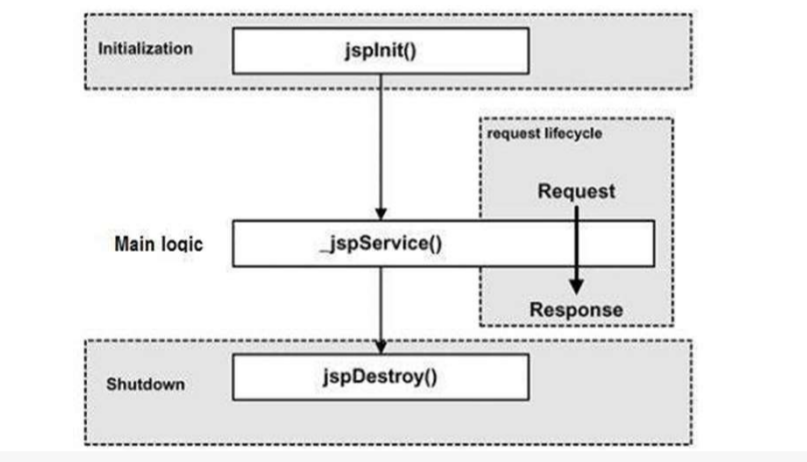 Initialization
jspInit()
request lifecycle
Request
Main logic
_jspService()
Response
Shutdown
jspDestroy()